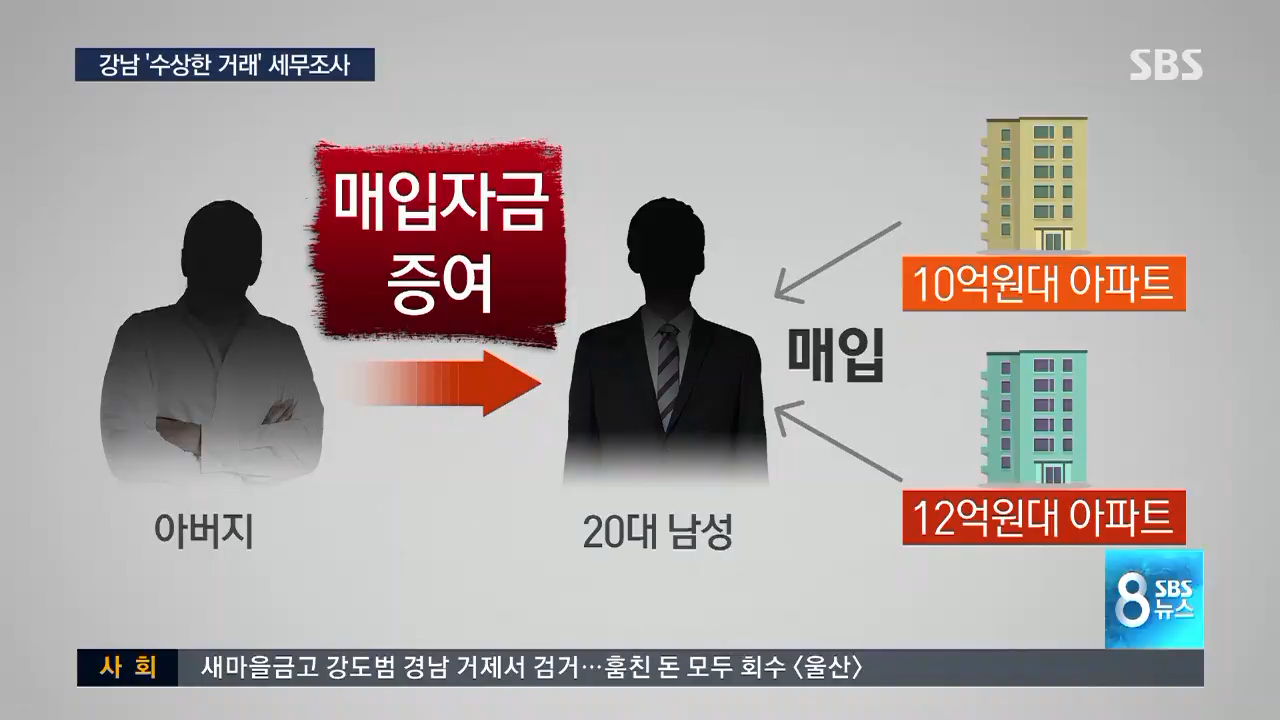 강남 '수상한 거래' 세무조사
SBS
매입자금
증여
10억원대 아파트
매입
12억원대 아파트
아버지
20대 남성
8 SBS
뉴스
사 회
새마을금고 강도범 경남 거제서 검거…훔친 돈 모두 회수 〈울산〉